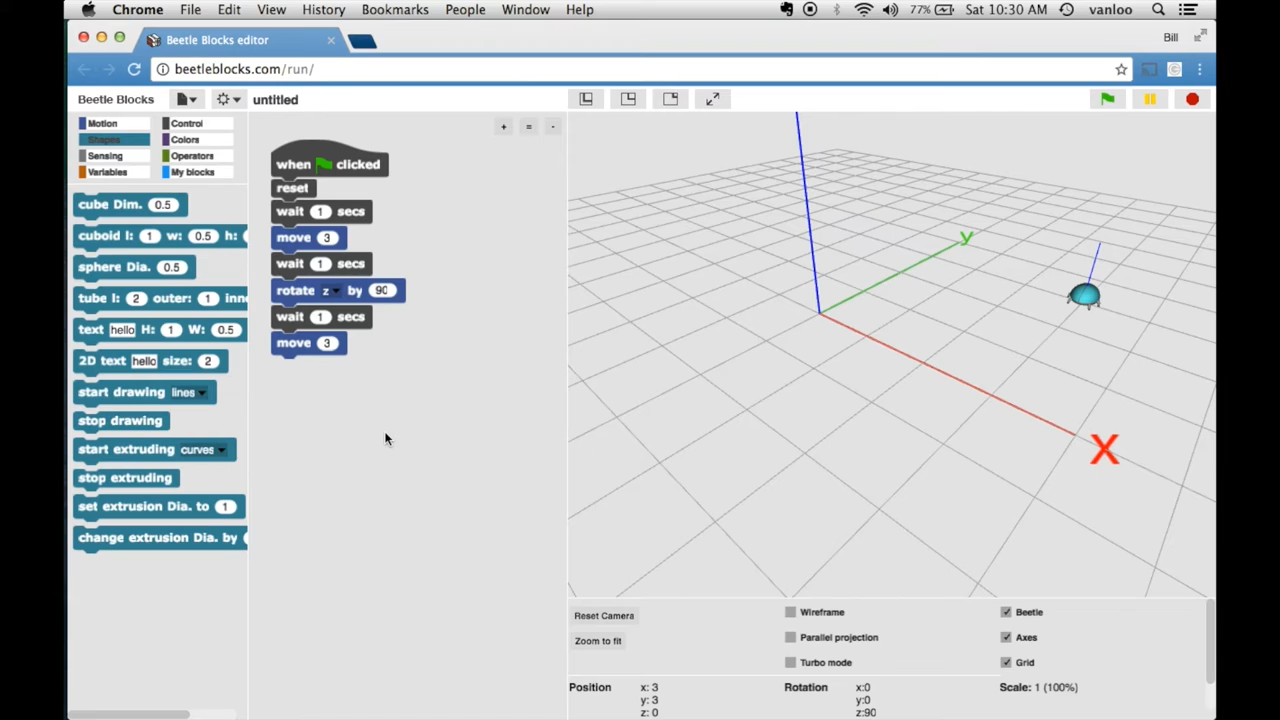 Chrome File Edit View History Bookmarks People Window Help 77% Sat 10:30 AM vanloo
Beetle Blocks editor Bill
beetleblocks.com/run/
Beetle Blocks untitled
Motion Control
Shapes Colors
Sensing Operators
Variables My blocks
cube Dim. 0.5
cuboid l: 1 w: 0.5 h:
sphere Dia. 0.5
tube l: 2 outer: 1 inne
text hello H: 1 W: 0.5
2D text hello size: 2
start drawing lines
stop drawing
start extruding curves
stop extruding
set extrusion Dia. to 1
change extrusion Dia. by
+ = -
when clicked
reset
wait 1 secs
move 3
wait 1 secs
rotate z by 90
wait 1 secs
move 3
y
X
Reset Camera
Zoom to fit
Wireframe
Parallel projection
Turbo mode
Beetle
Axes
Grid
Position x: 3
y: 3
z: 0
Rotation x:0
y:0
z:90
Scale: 1 (100%)